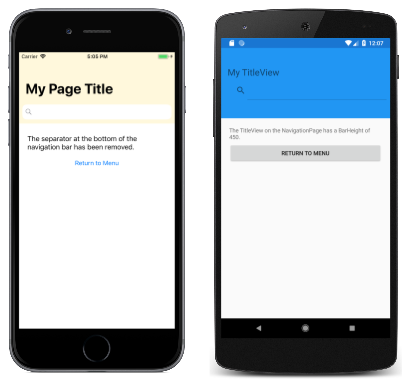 Carrier
5:05 PM
My Page Title
The separator at the bottom of the
navigation bar has been removed.
Return to Menu
12:07
My TitleView
The TitleView on the NavigationPage has a BarHeight of
450.
RETURN TO MENU